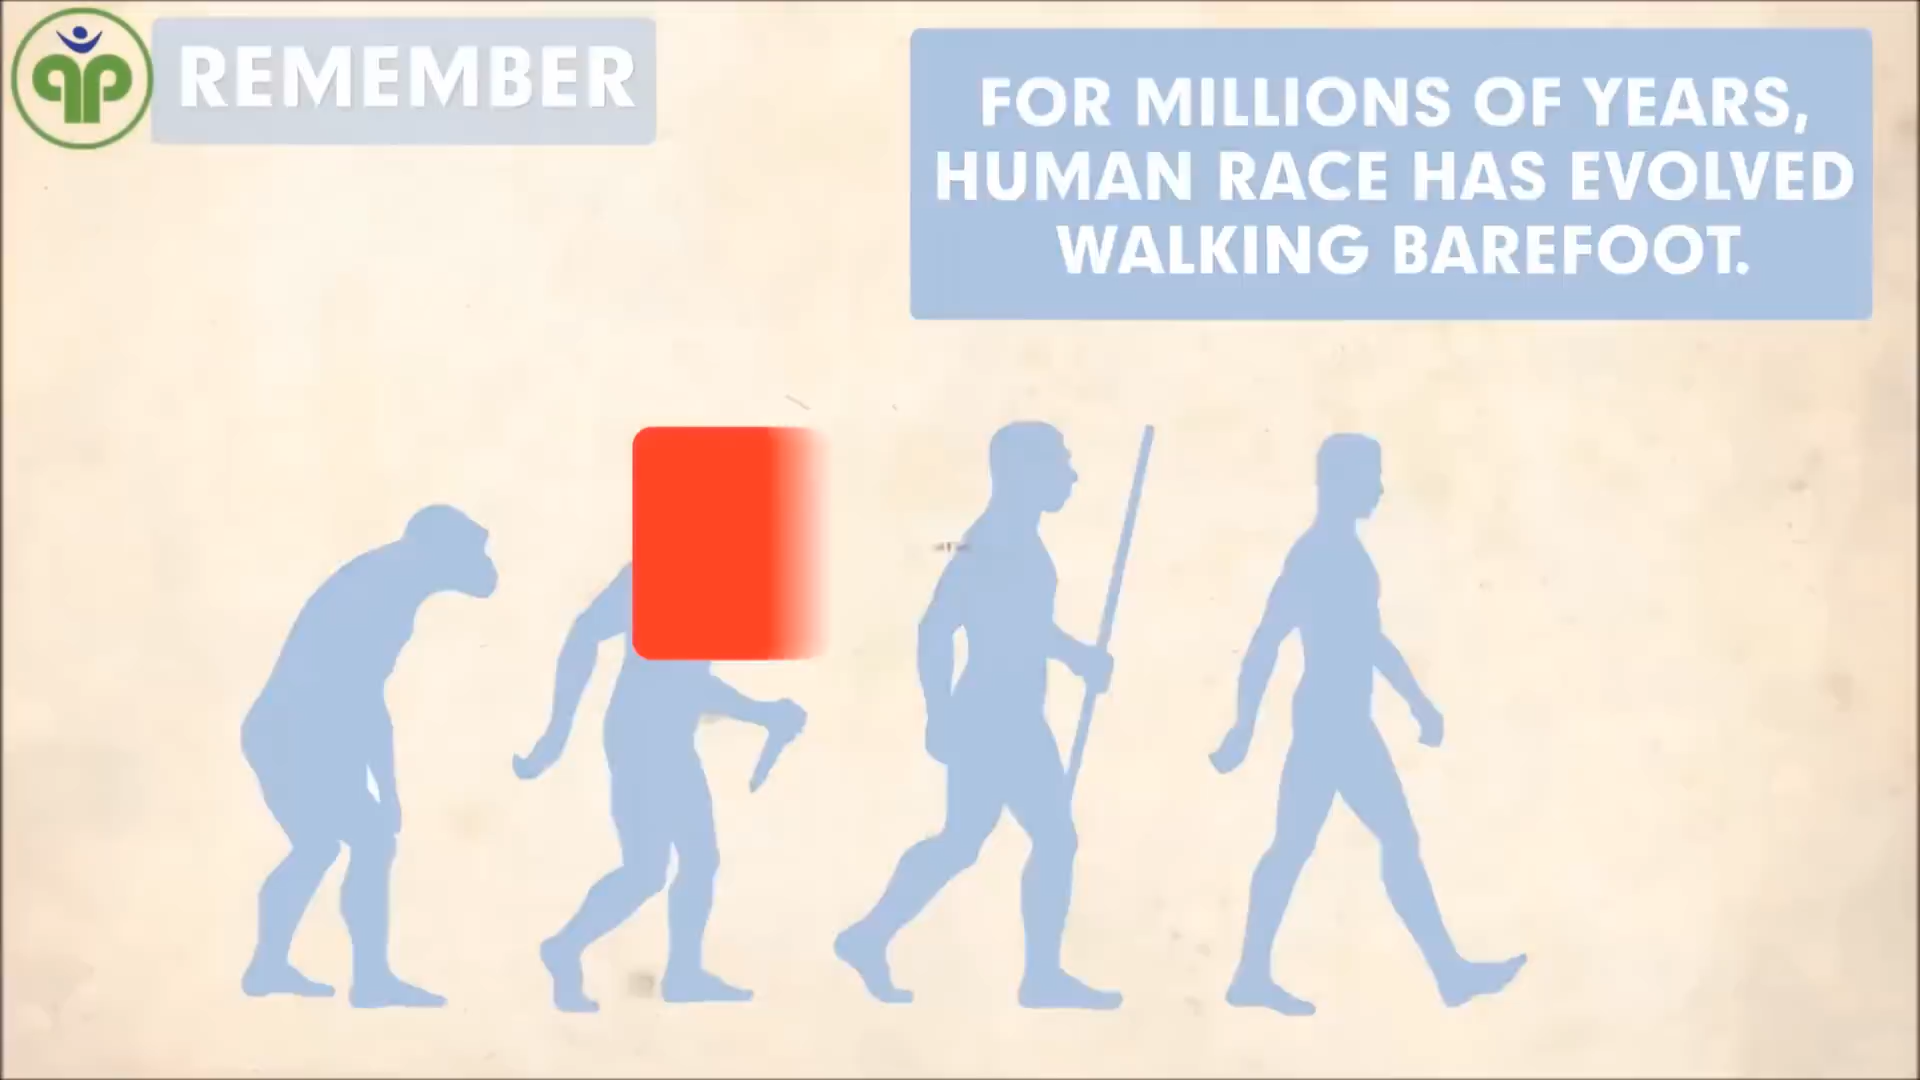 REMEMBER
FOR MILLIONS OF YEARS,
HUMAN RACE HAS EVOLVED
WALKING BAREFOOT.